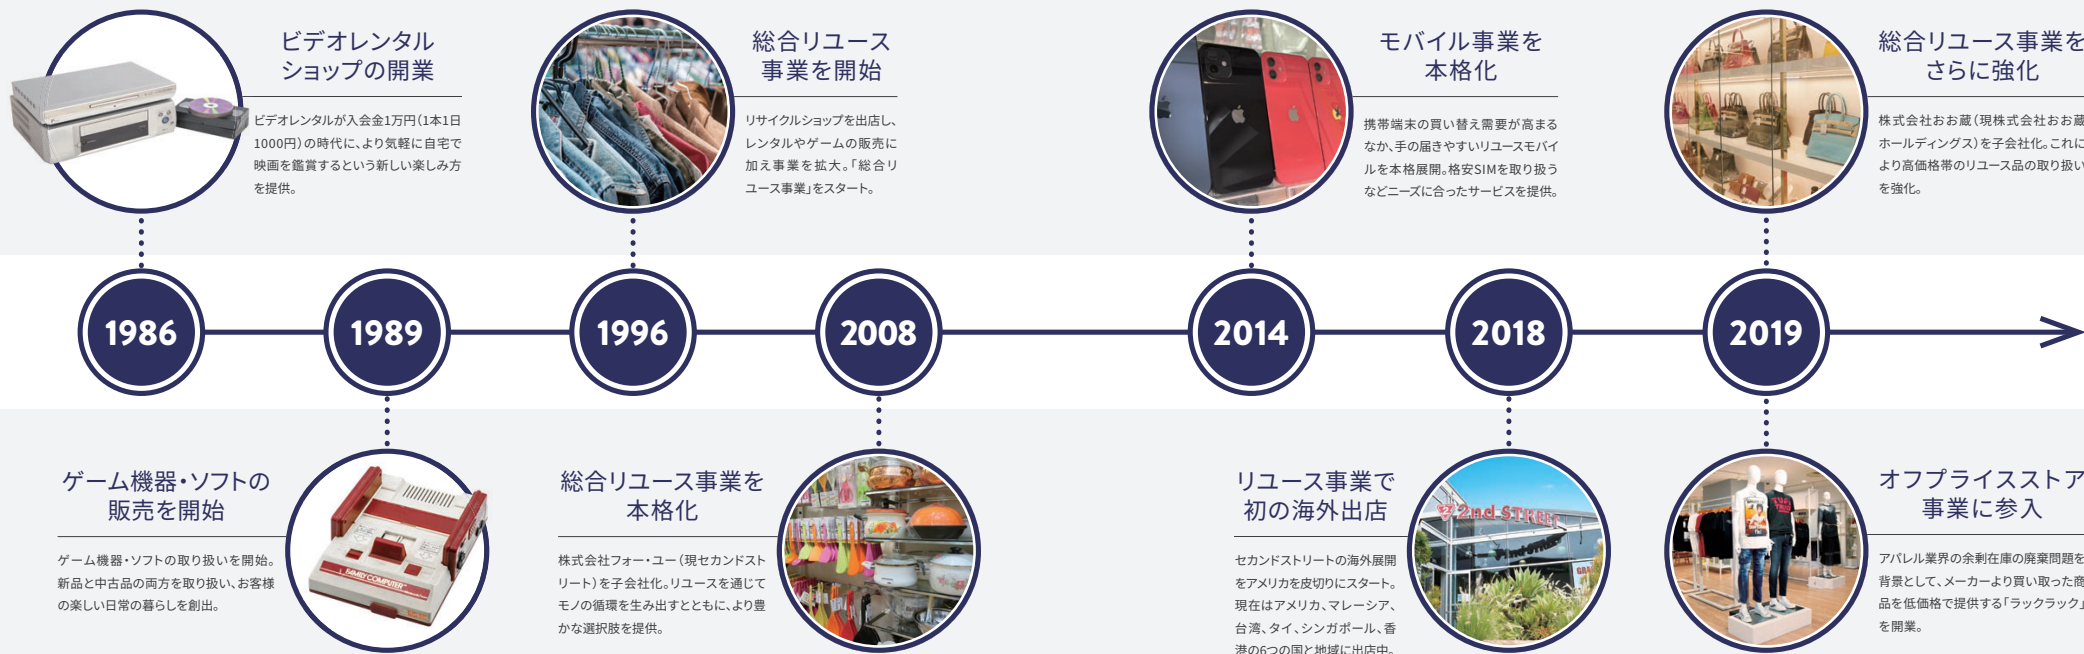 ビデオレンタル
ショップの開業
ビデオレンタルが入会金1万円（1本1日
1000円）の時代に、より気軽に自宅で
映画を鑑賞するという新しい楽しみ方
を提供。
総合リユース
事業を開始
リサイクルショップを出店し、
レンタルやゲームの販売に
加え事業を拡大。「総合リ
ユース事業」をスタート。
モバイル事業を
本格化
携帯端末の買い替え需要が高まる
なか、手の届きやすいリユースモバイ
ルを本格展開。格安SIMを取り扱う
などニーズに合ったサービスを提供。
総合リユース事業を
さらに強化
株式会社おお蔵（現株式会社おお蔵
ホールディングス）を子会社化。これに
より高価格帯のリユース品の取り扱い
を強化。
1986
1989
1996
2008
2014
2018
2019
ゲーム機器・ソフトの
販売を開始
ゲーム機器・ソフトの取り扱いを開始。
新品と中古品の両方を取り扱い、お客様
の楽しい日常の暮らしを創出。
FAMILY COMPUTER
総合リユース事業を
本格化
株式会社フォー・ユー（現セカンドスト
リート）を子会社化。リユースを通じて
モノの循環を生み出すとともに、より豊
かな選択肢を提供。
リユース事業で
初の海外出店
セカンドストリートの海外展開
をアメリカを皮切りにスタート。
現在はアメリカ、マレーシア、
台湾、タイ、シンガポール、香
港の6つの国と地域に出店中。
2nd STREET
オフプライスストア
事業に参入
アパレル業界の余剰在庫の廃棄問題を
背景として、メーカーより買い取った商
品を低価格で提供する「ラックラック」
を開業。